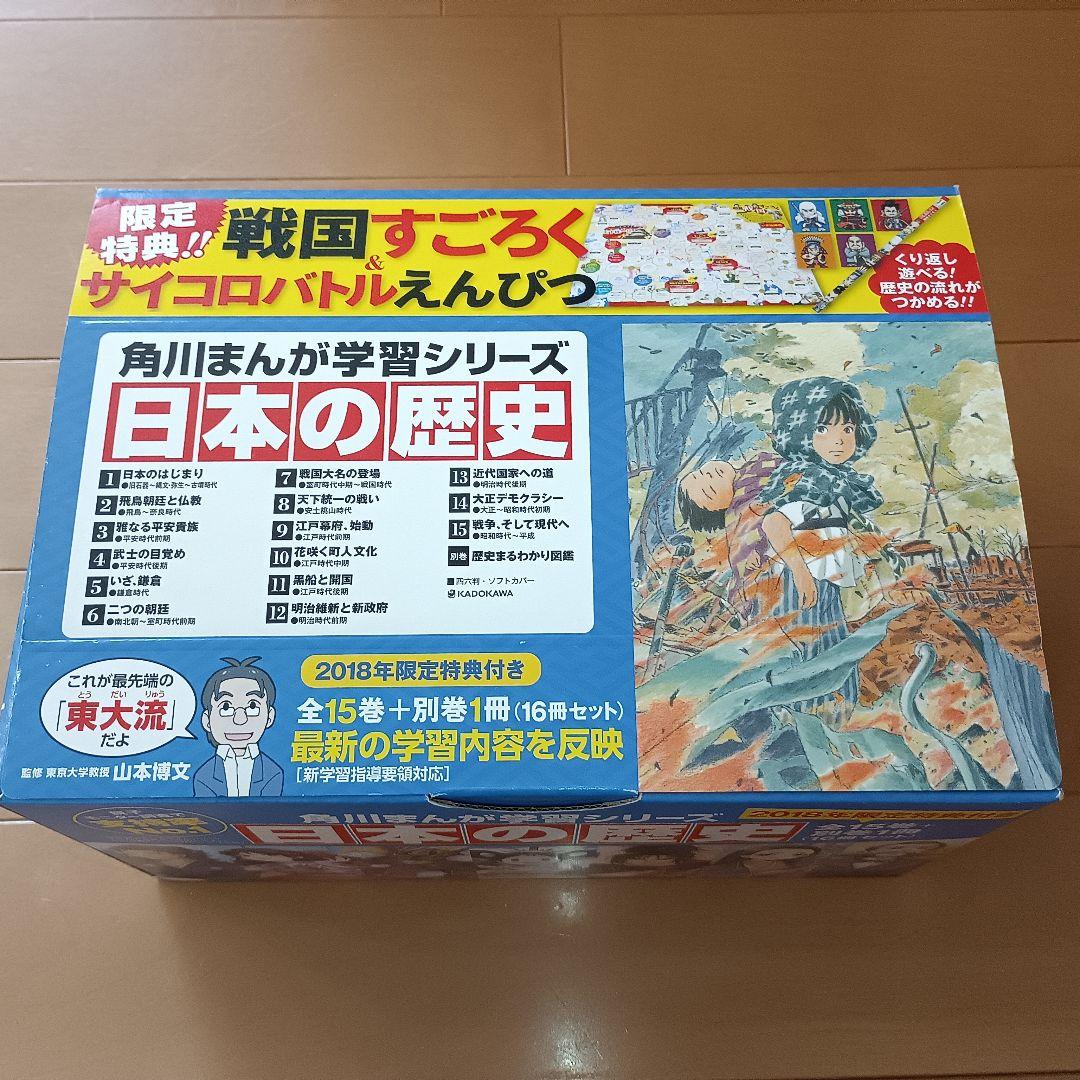 限定
特典!!
戦国すごろく
&
サイコロバトルえんぴつ
くり返し
遊べる!
歴史の流れが
つかめる!!
角川まんが学習シリーズ
日本の歴史
1 日本のはじまり
●旧石器~縄文・弥生~古墳時代
2 飛鳥朝廷と仏教
●飛鳥~奈良時代
3 雅なる平安貴族
●平安時代前期
4 武士の目覚め
●平安時代後期
5 いざ、鎌倉
●鎌倉時代
6 二つの朝廷
●南北朝~室町時代前期
7 戦国大名の登場
●室町時代中期~戦国時代
8 天下統一の戦い
●安土桃山時代
9 江戸幕府、始動
●江戸時代前期
10 花咲く町人文化
●江戸時代中期
11 黒船と開国
●江戸時代後期
12 明治維新と新政府
●明治時代前期
13 近代国家への道
●明治時代後期
14 大正デモクラシー
●大正~昭和時代初期
15 戦争、そして現代へ
●昭和時代~平成
別巻 歴史まるわかり図鑑
■四六判・ソフトカバー
KADOKAWA
これが最先端の
とう だい りゅう
「東大流」
だよ
監修 東京大学教授 山本博文
2018年限定特典付き
全15巻+別巻1冊(16冊セット)
最新の学習内容を反映
[新学習指導要領対応]
角川まんが学習シリーズ
日本の歴史
2018年限定特典付